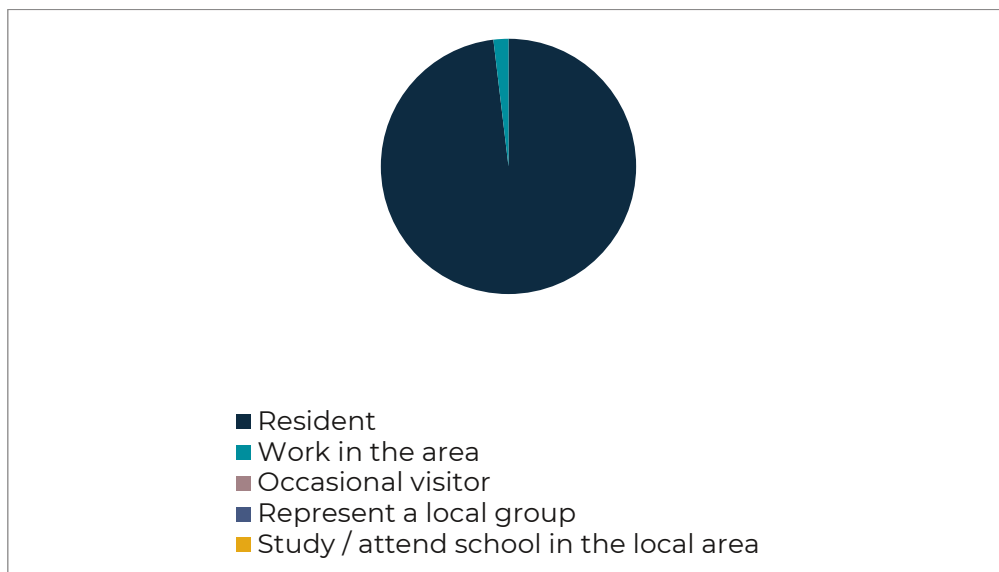 Resident
Work in the area
Occasional visitor
Represent a local group
Study / attend school in the local area